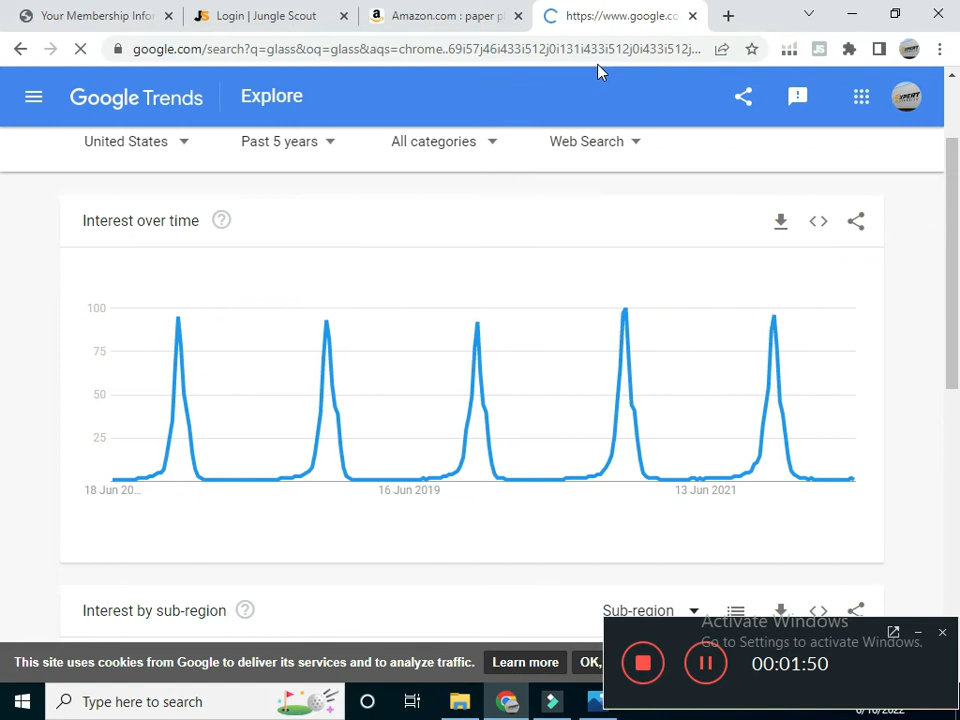 Your Membership Infor
Login | Jungle Scout
Amazon.com : paper pl
https://www.google.co
google.com/search?q=glass&oq=glass&aqs=chrome..69i57j46i433i512j0i131i433i512j0i433i512j...
Google Trends
Explore
United States
Past 5 years
All categories
Web Search
Interest over time
100
75
50
25
18 Jun 20...
16 Jun 2019
13 Jun 2021
Interest by sub-region
Sub-region
Activate Windows
Go to Settings to activate Windows.
This site uses cookies from Google to deliver its services and to analyze traffic.
Learn more
OK,
00:01:50
Type here to search